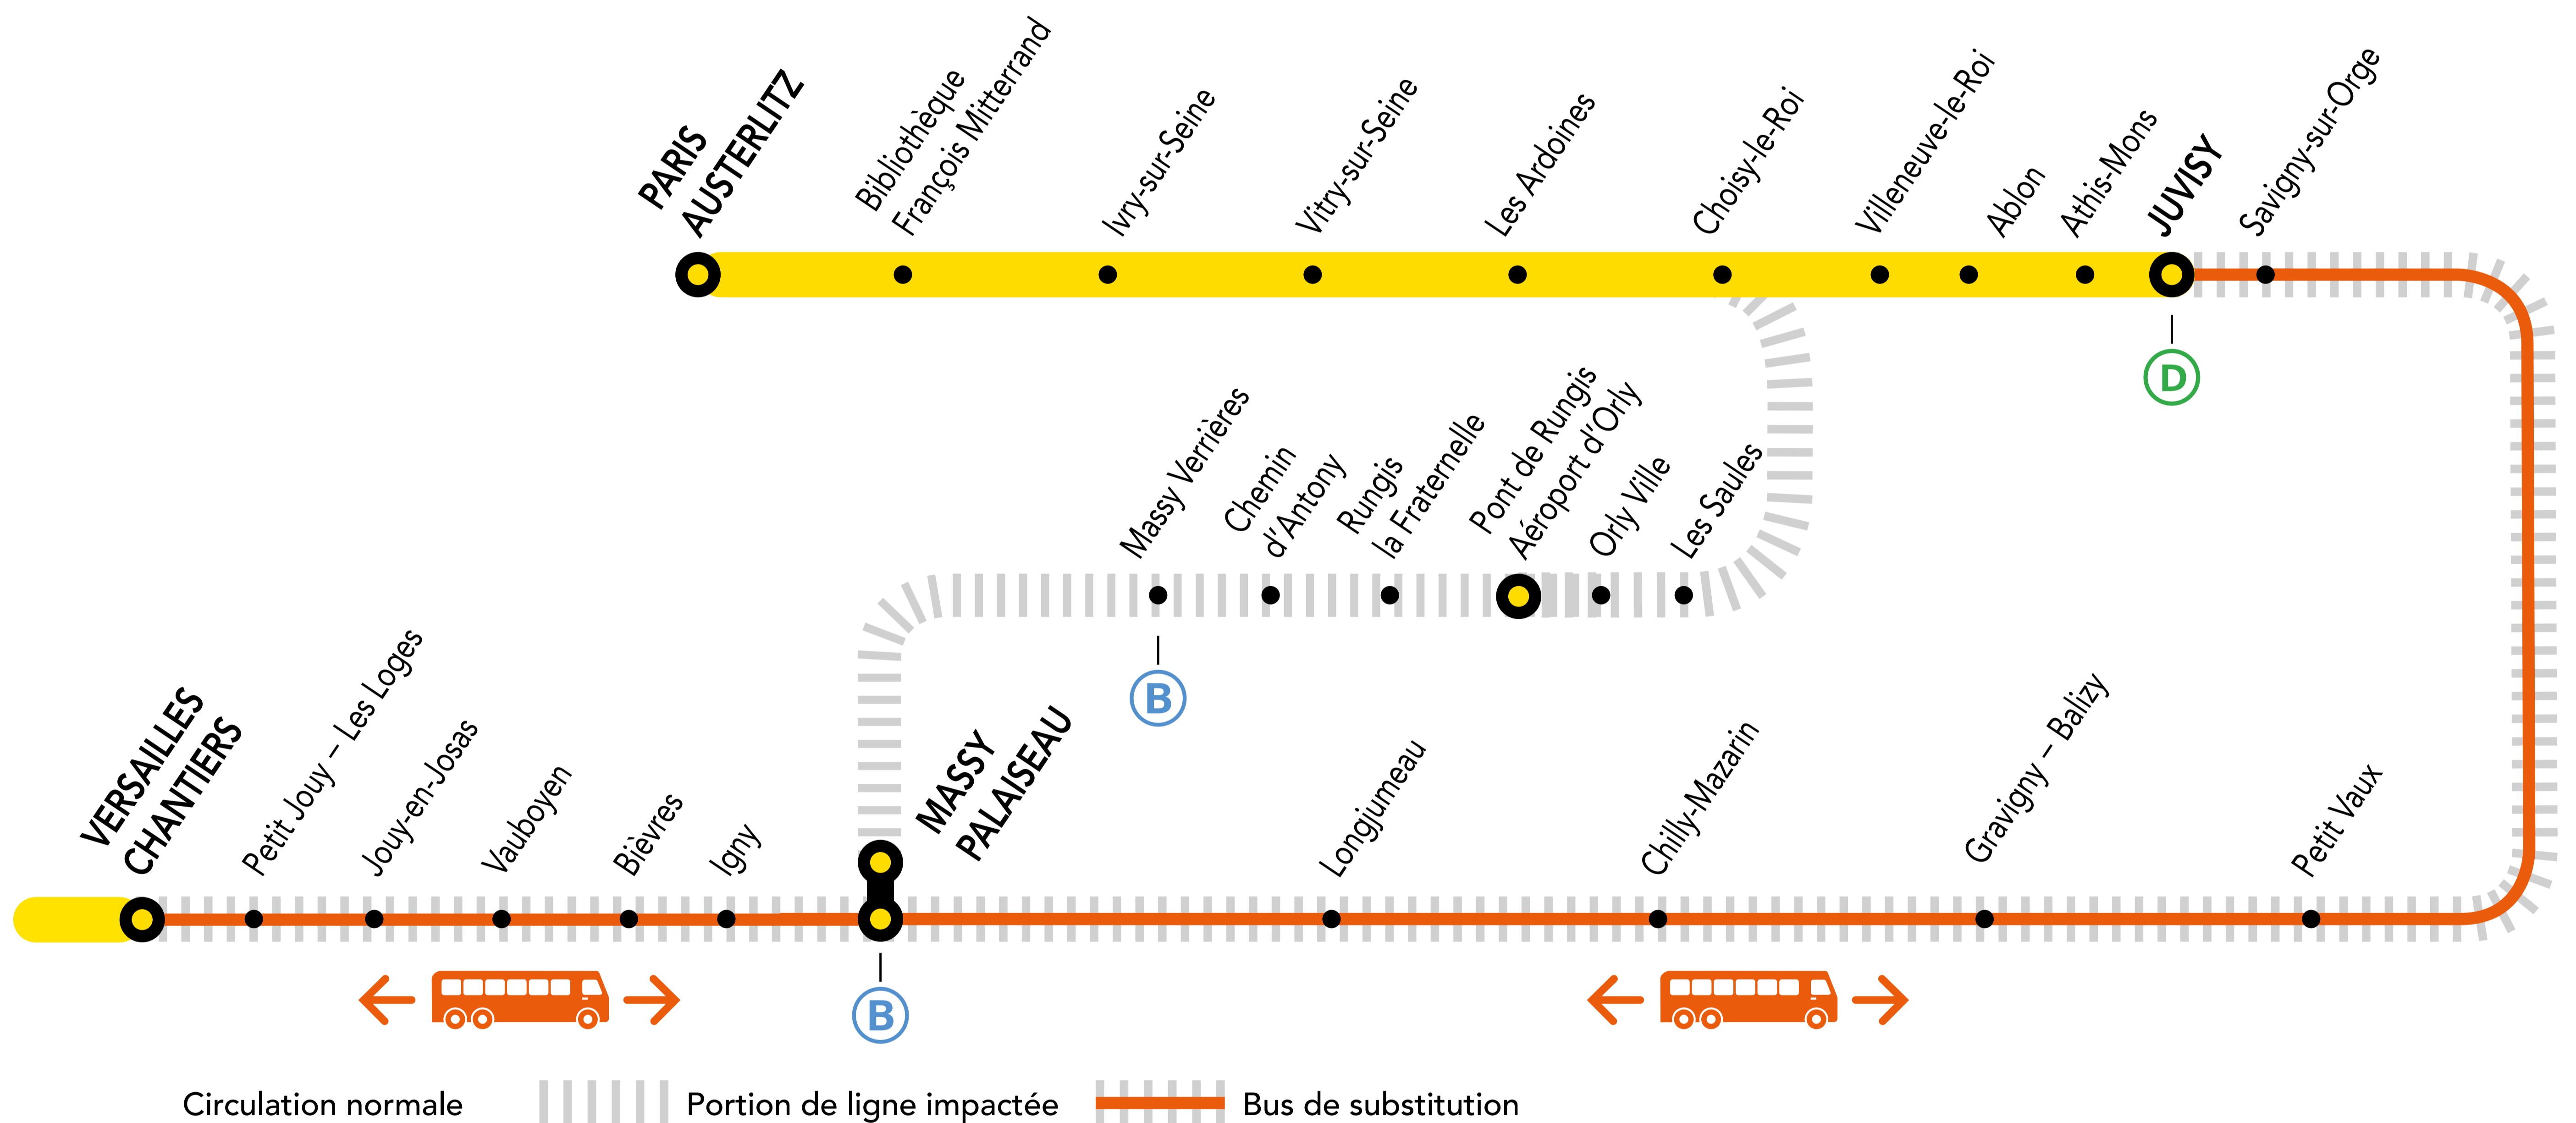 PARIS
AUSTERLITZ
Bibliothèque
François Mitterrand
Ivry-sur-Seine
Vitry-sur-Seine
Les Ardoines
Choisy-le-Roi
Villeneuve-le-Roi
Ablon
Athis-Mons
JUVISY
Savigny-sur-Orge
D
Massy Verrières
Chemin
d'Antony
Rungis
la Fraternelle
Pont de Rungis
Aéroport d'Orly
Orly Ville
Les Saules
B
VERSAILLES
CHANTIERS
Petit Jouy – Les Loges
Jouy-en-Josas
Vauboyen
Bièvres
Igny
MASSY
PALAISEAU
Longjumeau
Chilly-Mazarin
Gravigny – Balizy
Petit Vaux
B
Circulation normale
Portion de ligne impactée
Bus de substitution